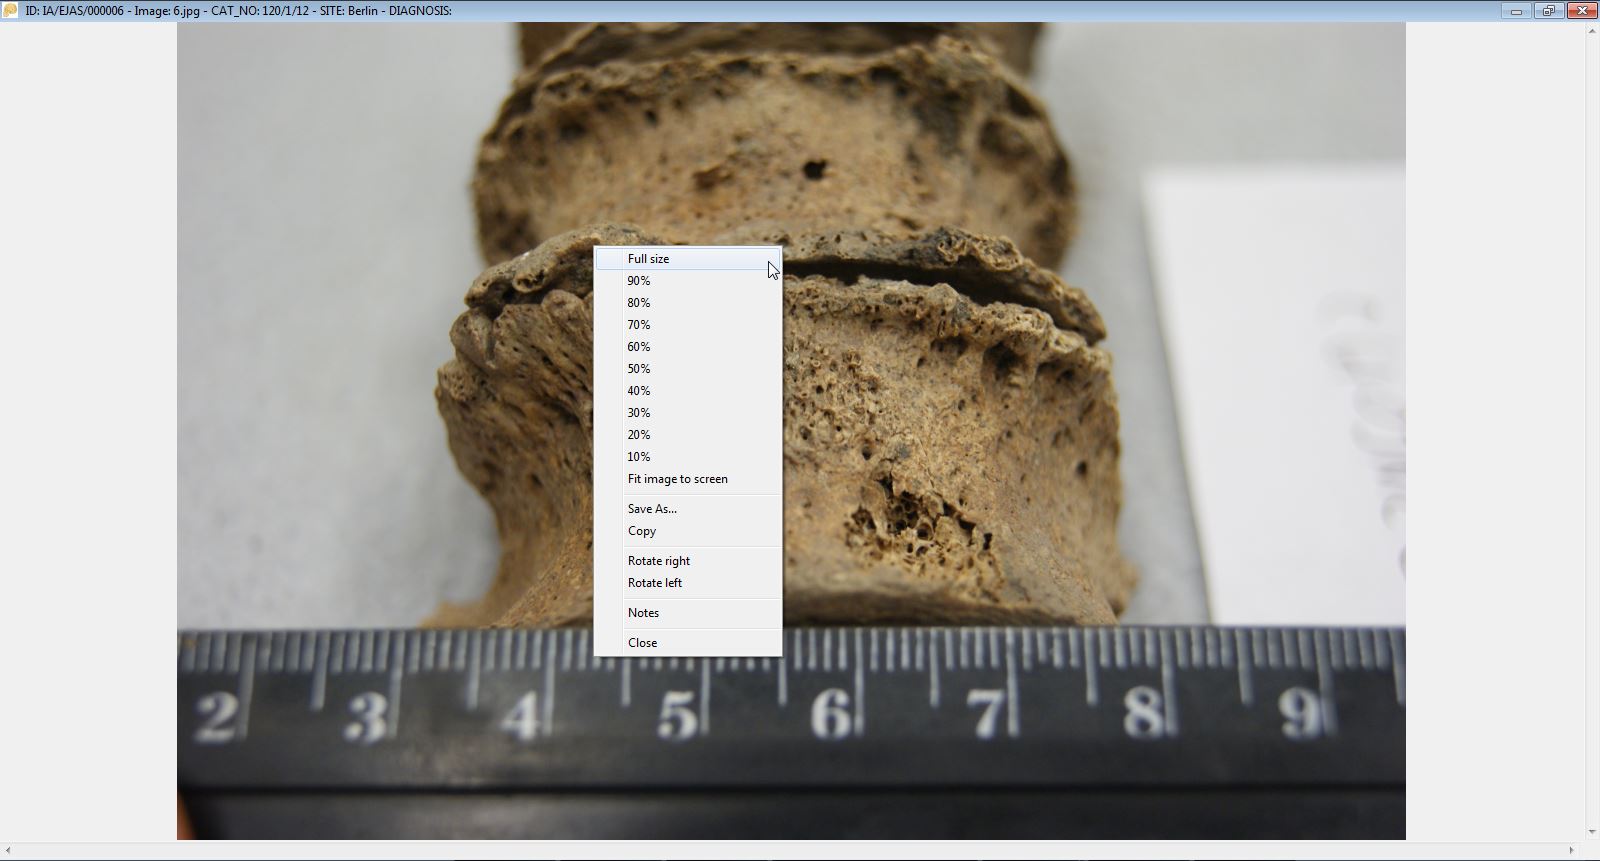 ID: IA/EJAS/000006 - Image: 6.jpg - CAT_NO: 120/1/12 - SITE: Berlin - DIAGNOSIS:
Full size
90%
80%
70%
60%
50%
40%
30%
20%
10%
Fit image to screen
Save As...
Copy
Rotate right
Rotate left
Notes
Close
2 3 4 5 6 7 8 9